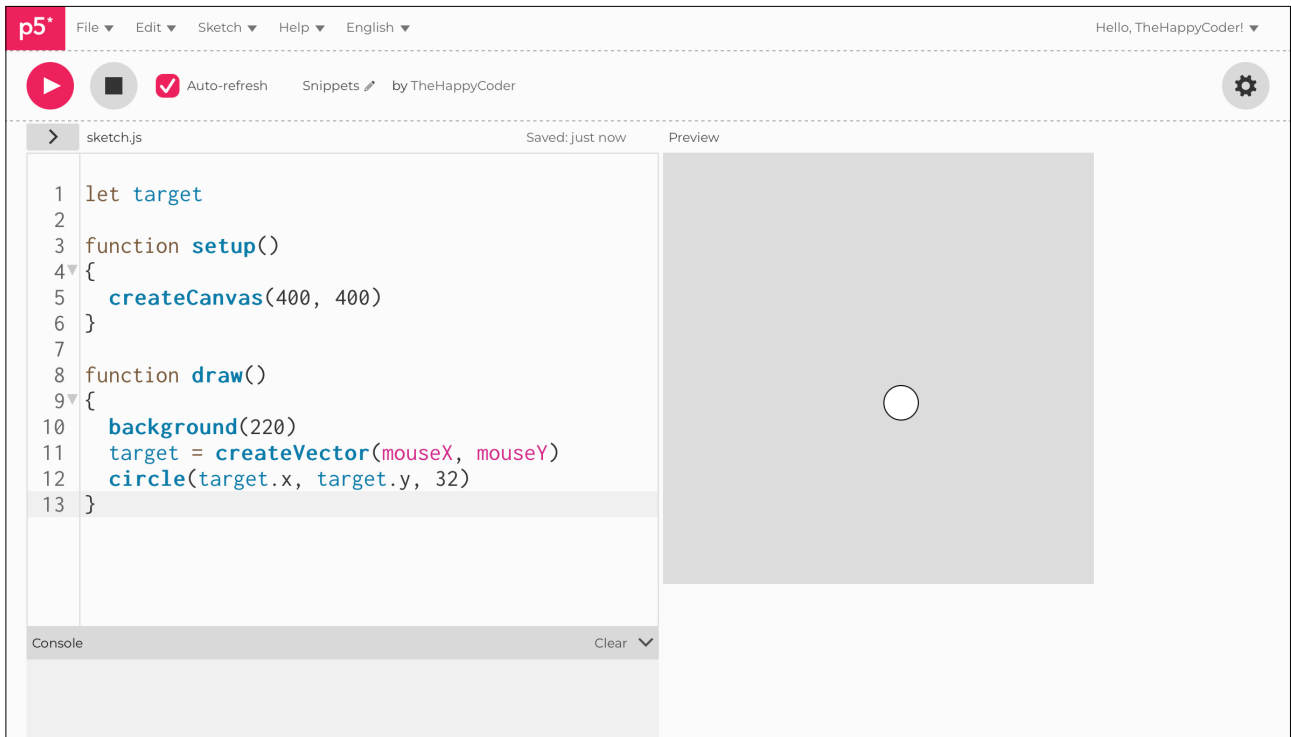 p5* File Edit Sketch Help English Hello, TheHappyCoder!
Auto-refresh Snippets by TheHappyCoder
sketch.js Saved: just now Preview
1 let target
2
3 function setup()
4 {
5 createCanvas(400, 400)
6 }
7
8 function draw()
9 {
10 background(220)
11 target = createVector(mouseX, mouseY)
12 circle(target.x, target.y, 32)
13 }
Console Clear